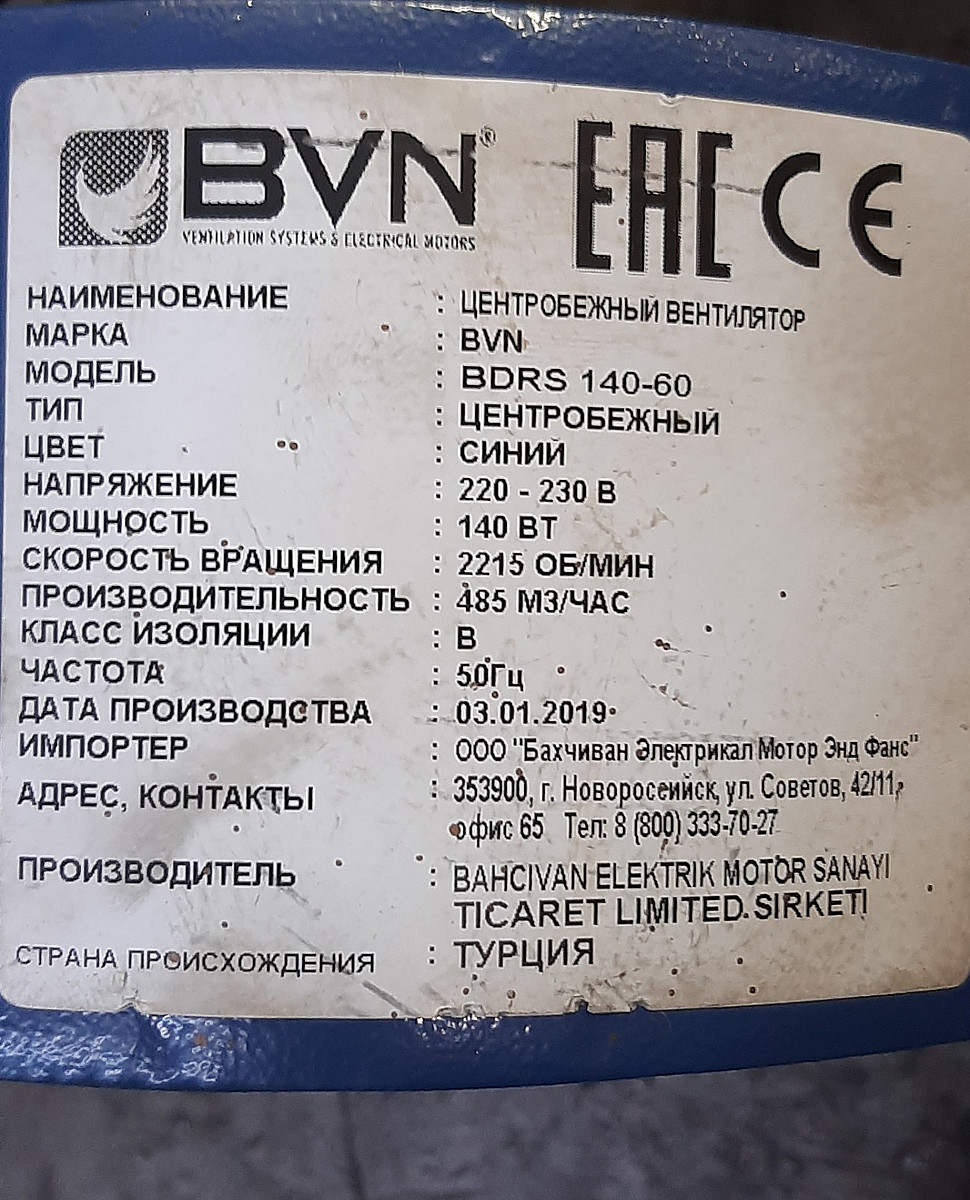 BVN®
VENTILATION SYSTEMS & ELECTRICAL MOTORS
EAC CE
НАИМЕНОВАНИЕ : ЦЕНТРОБЕЖНЫЙ ВЕНТИЛЯТОР
МАРКА : BVN
МОДЕЛЬ : BDRS 140-60
ТИП : ЦЕНТРОБЕЖНЫЙ
ЦВЕТ : СИНИЙ
НАПРЯЖЕНИЕ : 220 - 230 В
МОЩНОСТЬ : 140 ВТ
СКОРОСТЬ ВРАЩЕНИЯ : 2215 ОБ/МИН
ПРОИЗВОДИТЕЛЬНОСТЬ : 485 М3/ЧАС
КЛАСС ИЗОЛЯЦИИ : В
ЧАСТОТА : 50Гц
ДАТА ПРОИЗВОДСТВА : 03.01.2019
ИМПОРТЕР : ООО "Бахчиван Электрикал Мотор Энд Фанс"
АДРЕС, КОНТАКТЫ : 353900, г. Новоросеийск, ул. Советов, 42/11,
офис 65 Тел: 8 (800) 333-70-27
ПРОИЗВОДИТЕЛЬ : BAHCIVAN ELEKTRIK MOTOR SANAYI
TICARET LIMITED.SIRKETI
СТРАНА ПРОИСХОЖДЕНИЯ : ТУРЦИЯ